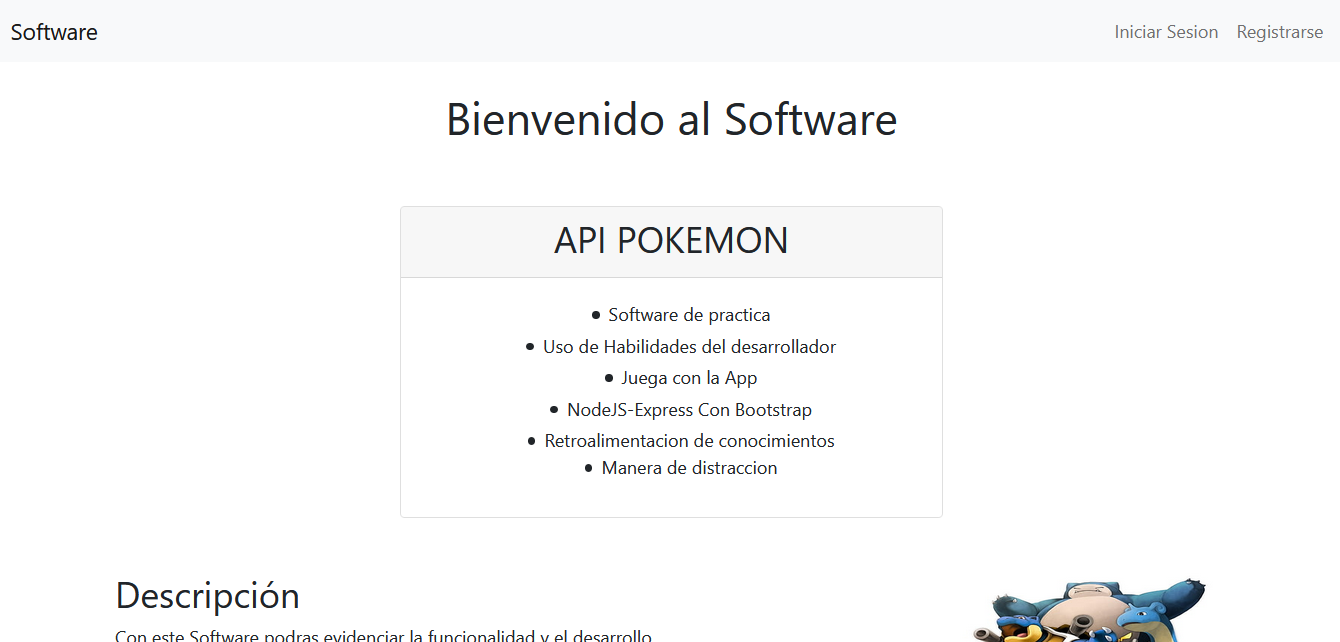 Software
Iniciar Sesion Registrarse
Bienvenido al Software
API POKEMON
Software de practica
Uso de Habilidades del desarrollador
Juega con la App
NodeJS-Express Con Bootstrap
Retroalimentacion de conocimientos
Manera de distraccion
Descripción
Con este Software podras evidenciar la funcionalidad y el desarrollo